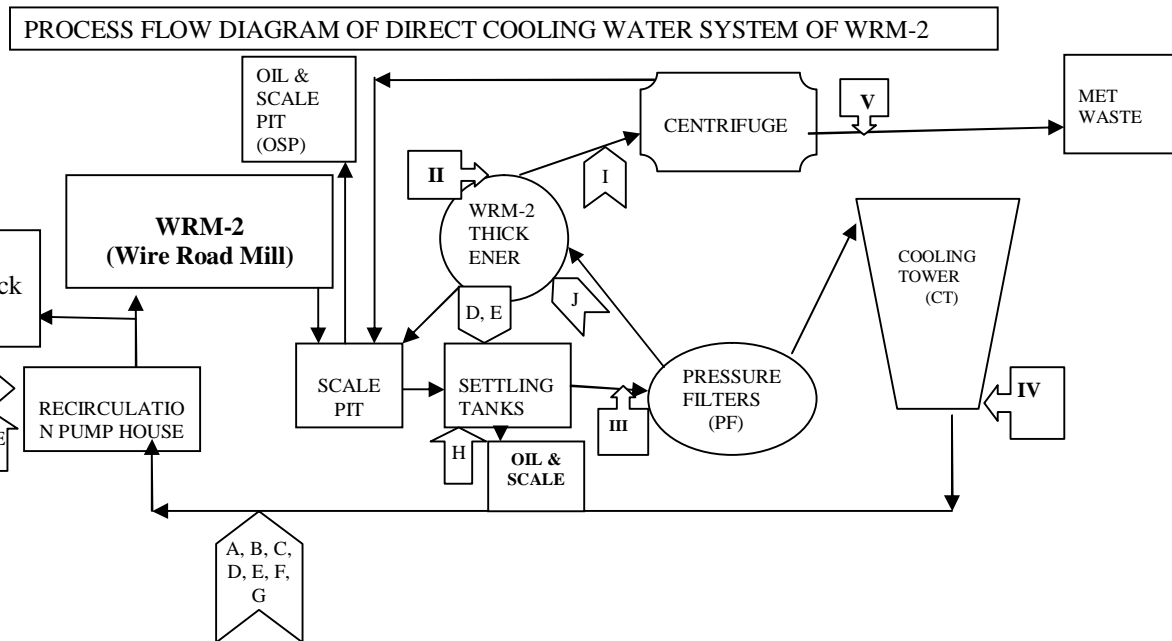 PROCESS FLOW DIAGRAM OF DIRECT COOLING WATER SYSTEM OF WRM-2
OIL &
SCALE
PIT
(OSP)
CENTRIFUGE
V
MET
WASTE
II
I
WRM-2
(Wire Road Mill)
WRM-2
THICK
ENER
COOLING
TOWER
(CT)
ck
J
D, E
SCALE
PIT
SETTLING
TANKS
PRESSURE
FILTERS
(PF)
IV
RECIRCULATIO
N PUMP HOUSE
E
III
H
OIL &
SCALE
A, B, C,
D, E, F,
G